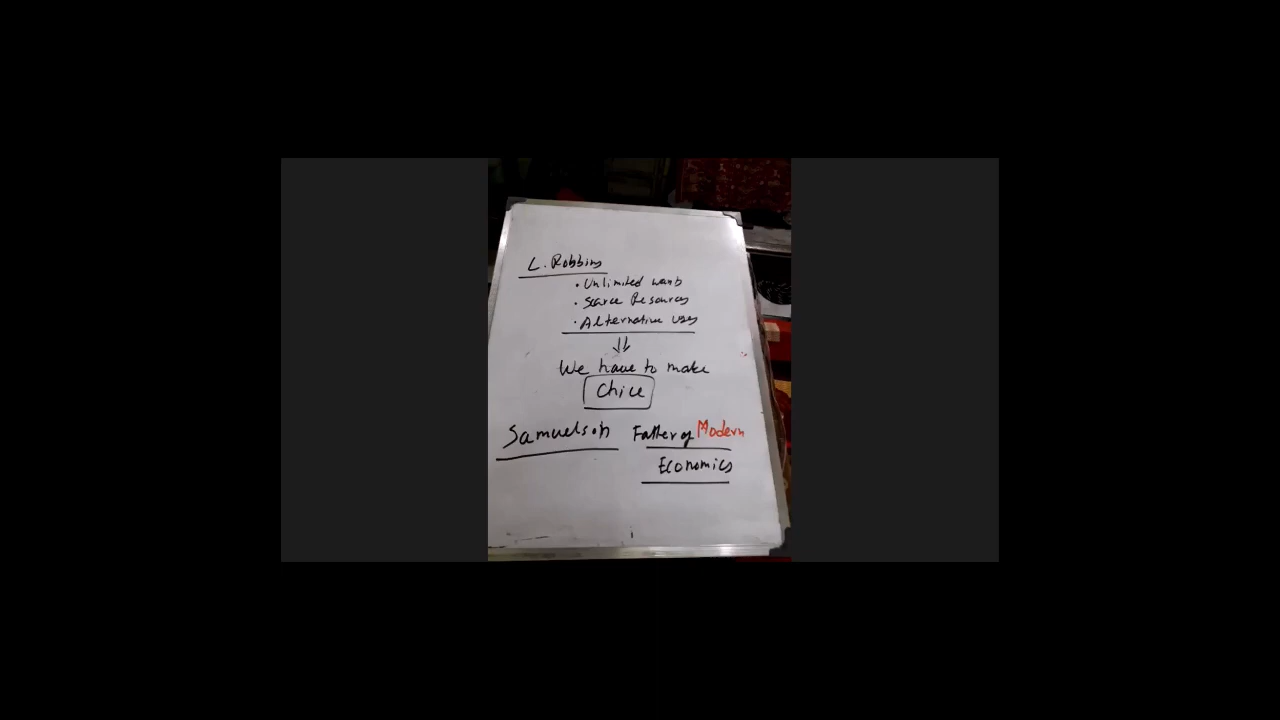 L. Robbins
• Unlimited wants
• Scarce Resources
• Alternative uses
We have to make
Chice
Samuelson Father of Modern
Economics